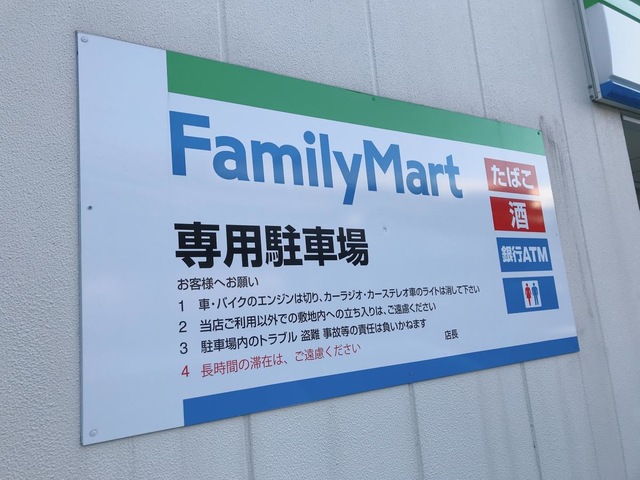 FamilyMart
たばこ
酒
銀行ATM
専用駐車場
お客様へお願い
1 車・バイクのエンジンは切り、カーラジオ・カーステレオ車のライトは消して下さい
2 当店ご利用以外での敷地内への立ち入りは、ご遠慮ください
3 駐車場内のトラブル 盗難 事故等の責任は負いかねます
4 長時間の滞在は、ご遠慮ください
店長